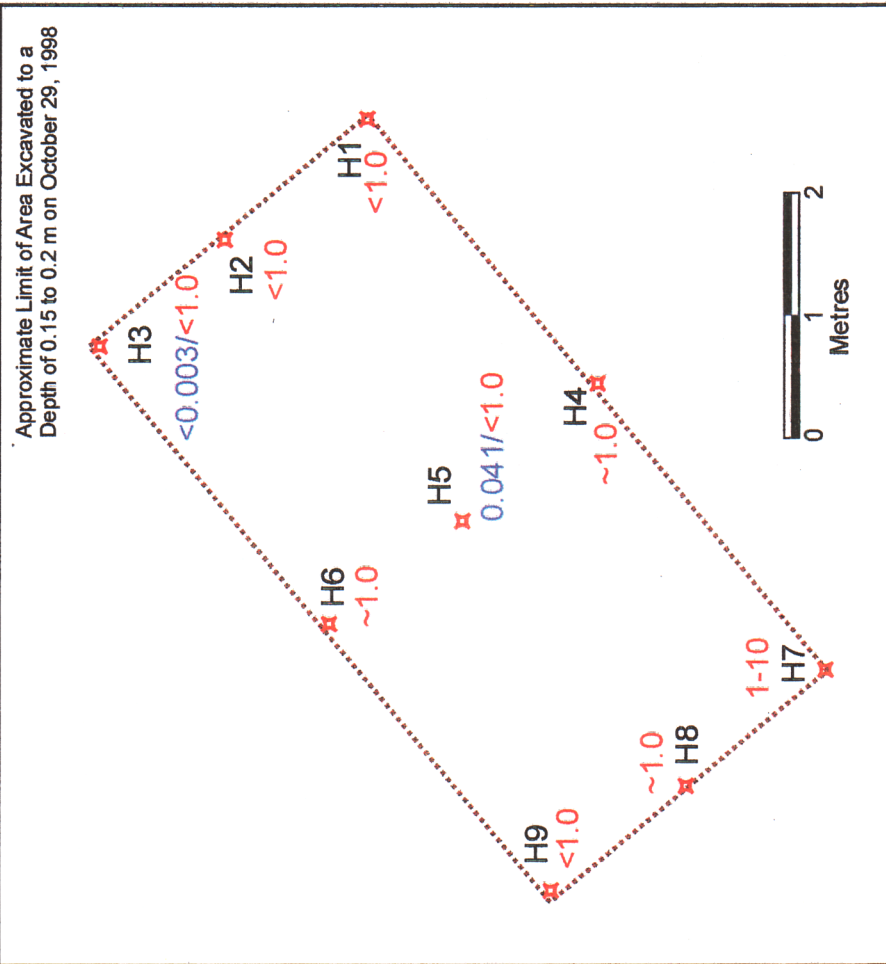 Approximate Limit of Area Excavated to a
Depth of 0.15 to 0.2 m on October 29, 1998
H3
<0.003/<1.0
H2
<1.0
H1
<1.0
H6
~1.0
H5
0.041/<1.0
H4
~1.0
H9
<1.0
~1.0
H8
1-10
H7
0 1 2
Metres